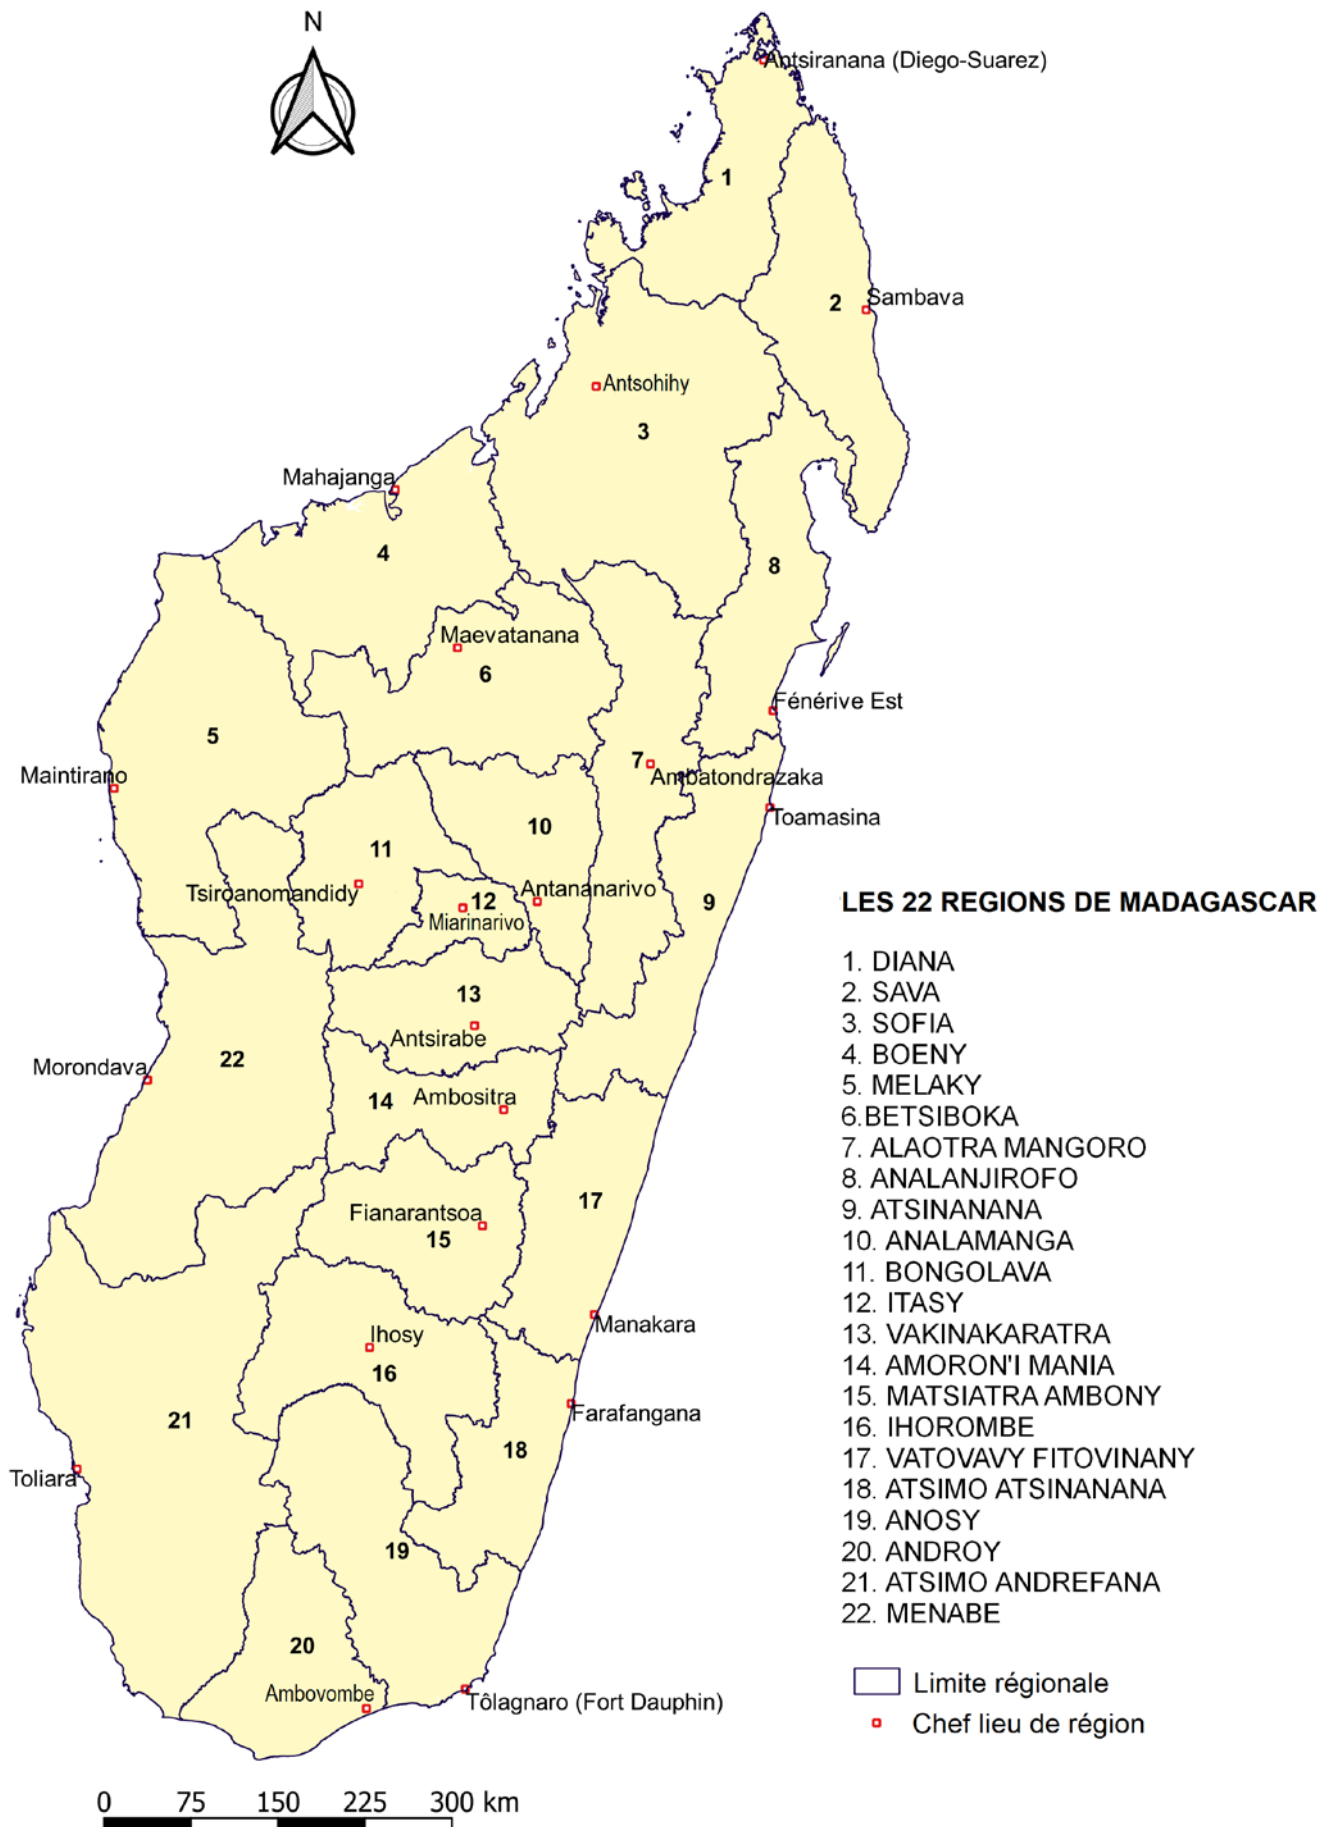 N
Antsiranana (Diego-Suarez)
1
2
Sambava
Antsohihy
3
Mahajanga
4
8
Maevatanana
6
Fénérive Est
5
7
Ambatondrazaka
Maintirano
Toamasina
10
11
Tsiroanomandidy
12
Antananarivo
9
Miarinarivo
13
Antsirabe
22
Morondava
14
Ambositra
17
Fianarantsoa
15
Manakara
Ihosy
16
21
Farafangana
18
Toliara
19
20
Ambovombe
Tôlagnaro (Fort Dauphin)
LES 22 REGIONS DE MADAGASCAR
1. DIANA
2. SAVA
3. SOFIA
4. BOENY
5. MELAKY
6.BETSIBOKA
7. ALAOTRA MANGORO
8. ANALANJIROFO
9. ATSINANANA
10. ANALAMANGA
11. BONGOLAVA
12. ITASY
13. VAKINAKARATRA
14. AMORON'I MANIA
15. MATSIATRA AMBONY
16. IHOROMBE
17. VATOVAVY FITOVINANY
18. ATSIMO ATSINANANA
19. ANOSY
20. ANDROY
21. ATSIMO ANDREFANA
22. MENABE
Limite régionale
Chef lieu de région
0 75 150 225 300 km